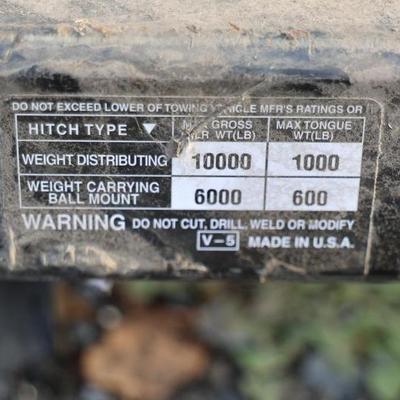 DO NOT EXCEED LOWER OF TOWING VEHICLE MFR'S RATINGS OR
HITCH TYPE ▼ MAX GROSS TRLR WT(LB) MAX TONGUE WT(LB)
WEIGHT DISTRIBUTING 10000 1000
WEIGHT CARRYING BALL MOUNT 6000 600
WARNING DO NOT CUT, DRILL, WELD OR MODIFY
V-5 MADE IN U.S.A.